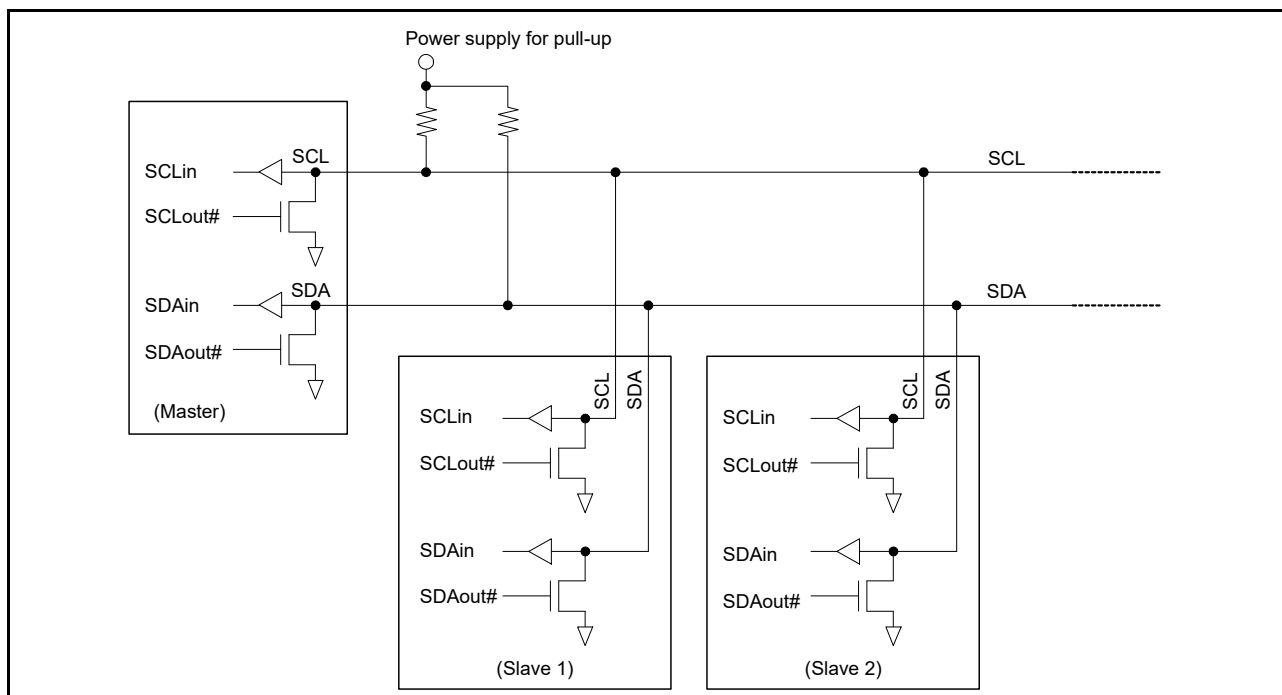 Power supply for pull-up
SCL
SCLin
SCLout#
SDA
SDAin
SDAout#
(Master)
SCL
SDA
SCL
SDA
SCLin
SCLout#
SDAin
SDAout#
(Slave 1)
SCL
SDA
SCLin
SCLout#
SDAin
SDAout#
(Slave 2)